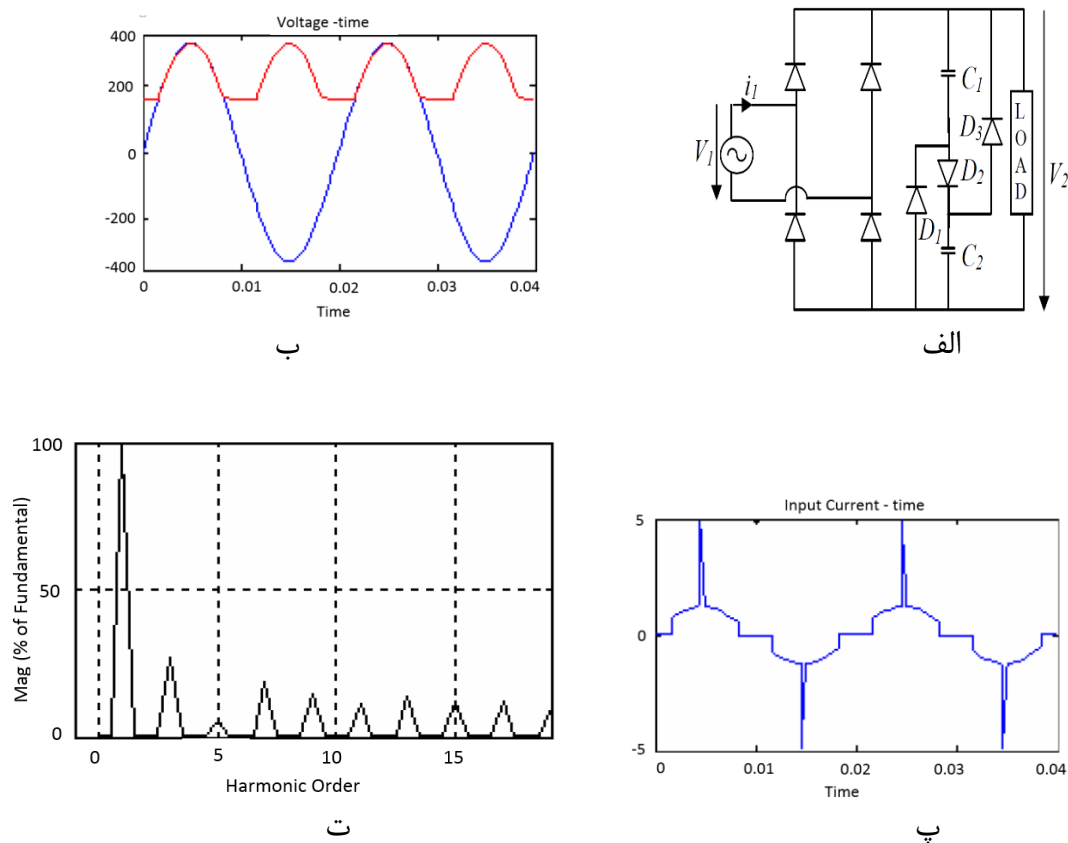 Voltage -time
400
200
0
-200
-400
0
0.01
0.02
0.03
0.04
Time
ب
i1
V1
C1
D3
D2
D1
C2
LOAD
V2
الف
Mag (% of Fundamental)
100
50
0
0
5
10
15
Harmonic Order
ت
Input Current - time
5
0
-5
0
0.01
0.02
0.03
0.04
Time
پ